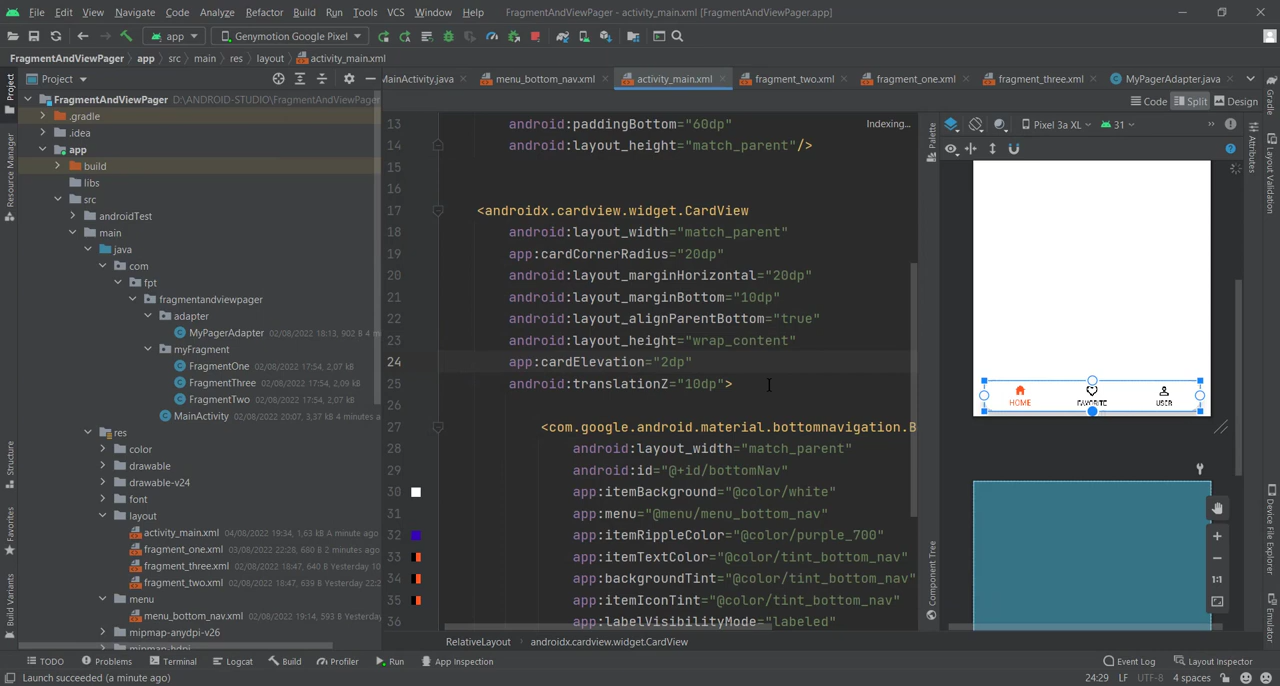 File Edit View Navigate Code Analyze Refactor Build Run Tools VCS Window Help FragmentAndViewPager - activity_main.xml [FragmentAndViewPager.app]
app Genymotion Google Pixel
FragmentAndViewPager app src main res layout activity_main.xml
Project
MainActivity.java menu_bottom_nav.xml activity_main.xml fragment_two.xml fragment_one.xml fragment_three.xml MyPagerAdapter.java
Code Split Design
Pixel 3a XL 31
Indexing...
FragmentAndViewPager D:\ANDROID-STUDIO\FragmentAndViewPager
.gradle
.idea
app
build
libs
src
androidTest
main
java
com
fpt
fragmentandviewpager
adapter
MyPagerAdapter 02/08/2022 18:13, 902 B 4 m
myFragment
FragmentOne 02/08/2022 17:54, 2,07 kB
FragmentThree 02/08/2022 17:54, 2,09 kB
FragmentTwo 02/08/2022 17:54, 2,07 kB
MainActivity 02/08/2022 20:07, 3,37 kB 4 minutes a
res
color
drawable
drawable-v24
font
layout
activity_main.xml 04/08/2022 19:34, 1,63 kB A minute ago
fragment_one.xml 03/08/2022 22:28, 680 B 2 minutes ago
fragment_three.xml 02/08/2022 18:47, 640 B Yesterday 2
fragment_two.xml 02/08/2022 18:47, 639 B Yesterday 22:2
menu
menu_bottom_nav.xml 02/08/2022 19:14, 593 B Yesterda
mipmap-anydpi-v26
mipmap-hdpi
13 android:paddingBottom="60dp"
14 android:layout_height="match_parent"/>
15
16
17 <androidx.cardview.widget.CardView
18 android:layout_width="match_parent"
19 app:cardCornerRadius="20dp"
20 android:layout_marginHorizontal="20dp"
21 android:layout_marginBottom="10dp"
22 android:layout_alignParentBottom="true"
23 android:layout_height="wrap_content"
24 app:cardElevation="2dp"
25 android:translationZ="10dp">
26
27 <com.google.android.material.bottomnavigation.B
28 android:layout_width="match_parent"
29 android:id="@+id/bottomNav"
30 app:itemBackground="@color/white"
31 app:menu="@menu/menu_bottom_nav"
32 app:itemRippleColor="@color/purple_700"
33 app:itemTextColor="@color/tint_bottom_nav"
34 app:backgroundTint="@color/tint_bottom_nav"
35 app:itemIconTint="@color/tint_bottom_nav"
36 app:labelVisibilityMode="labeled"
RelativeLayout androidx.cardview.widget.CardView
HOME FAVORITE USER
1:1
Project
Resource Manager
Structure
Favorites
Build Variants
Palette
Component Tree
Attributes
Gradle
Layout Validation
Device File Explorer
Emulator
TODO Problems Terminal Logcat Build Profiler Run App Inspection Event Log Layout Inspector
Launch succeeded (a minute ago) 24:29 LF UTF-8 4 spaces